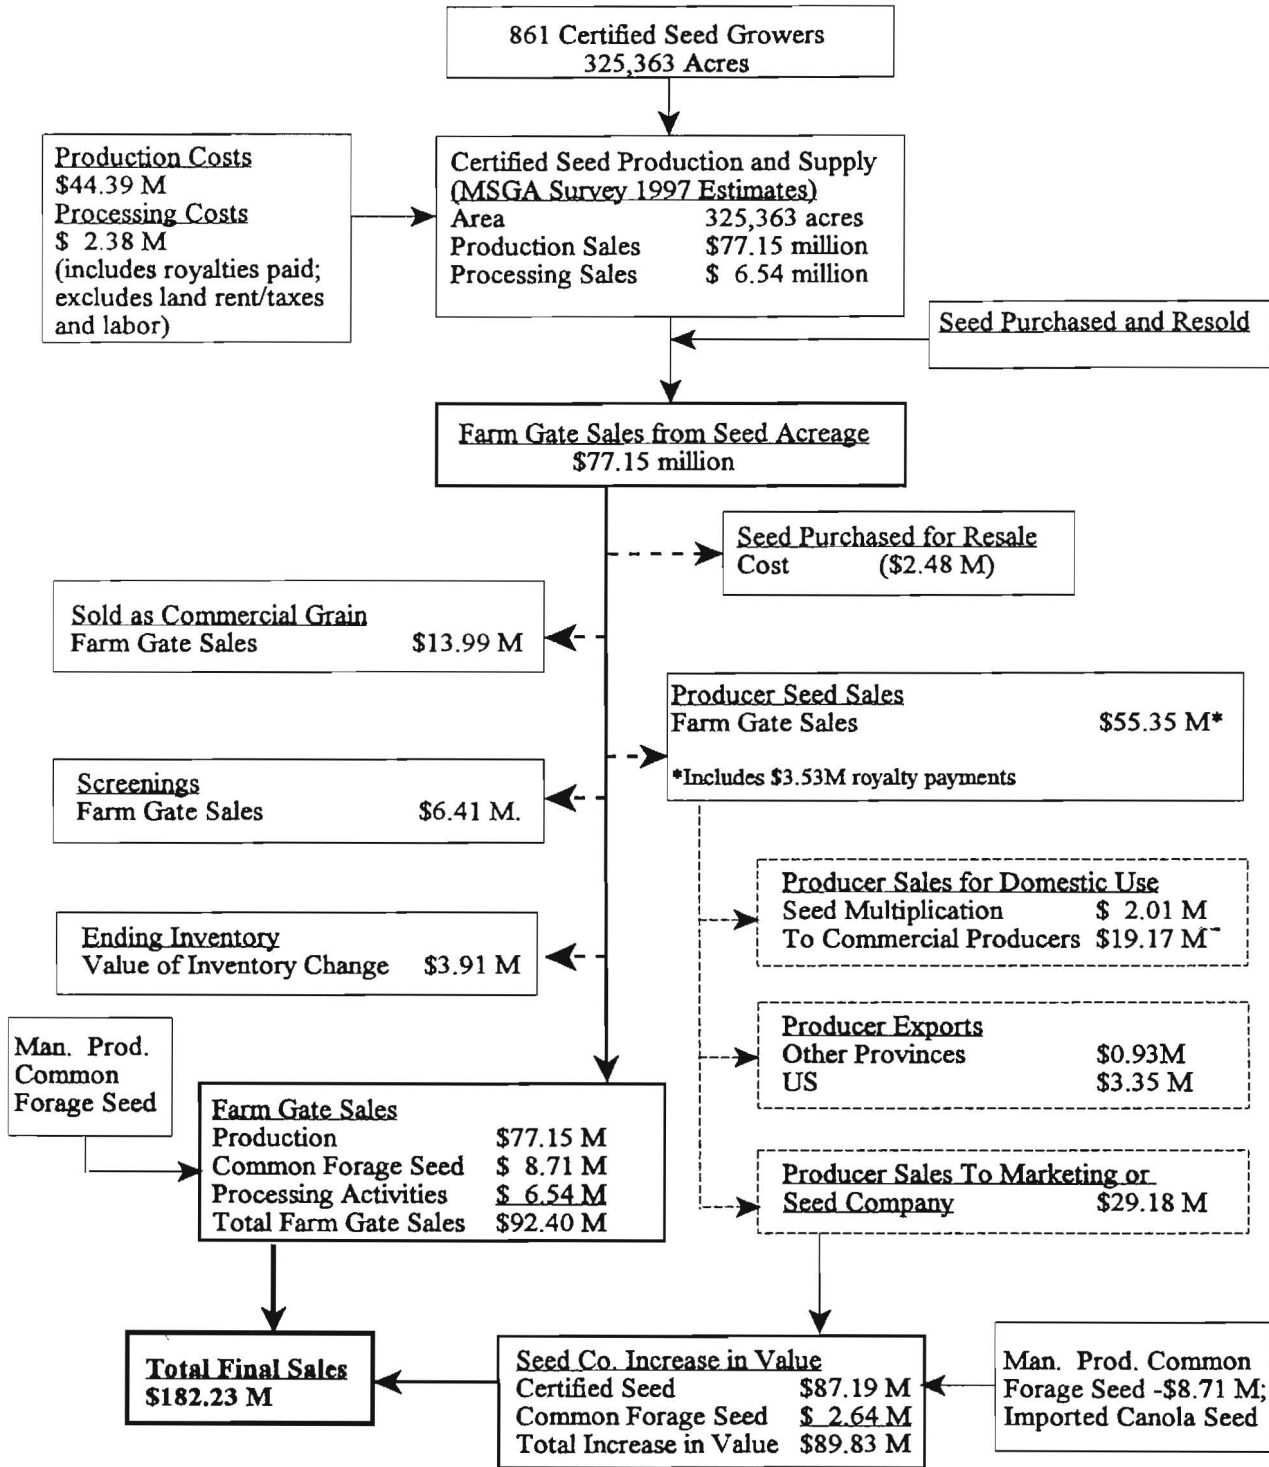 861 Certified Seed Growers
325,363 Acres
Production Costs
$44.39 M
Processing Costs
$ 2.38 M
(includes royalties paid;
excludes land rent/taxes
and labor)
Certified Seed Production and Supply
(MSGA Survey 1997 Estimates)
Area 325,363 acres
Production Sales $77.15 million
Processing Sales $ 6.54 million
Seed Purchased and Resold
Farm Gate Sales from Seed Acreage
$77.15 million
Seed Purchased for Resale
Cost ($2.48 M)
Sold as Commercial Grain
Farm Gate Sales $13.99 M
Producer Seed Sales
Farm Gate Sales $55.35 M*
*Includes $3.53M royalty payments
Screenings
Farm Gate Sales $6.41 M.
Producer Sales for Domestic Use
Seed Multiplication $ 2.01 M
To Commercial Producers $19.17 M
Ending Inventory
Value of Inventory Change $3.91 M
Producer Exports
Other Provinces $0.93M
US $3.35 M
Man. Prod.
Common
Forage Seed
Farm Gate Sales
Production $77.15 M
Common Forage Seed $ 8.71 M
Processing Activities $ 6.54 M
Total Farm Gate Sales $92.40 M
Producer Sales To Marketing or
Seed Company $29.18 M
Total Final Sales
$182.23 M
Seed Co. Increase in Value
Certified Seed $87.19 M
Common Forage Seed $ 2.64 M
Total Increase in Value $89.83 M
Man. Prod. Common
Forage Seed -$8.71 M;
Imported Canola Seed